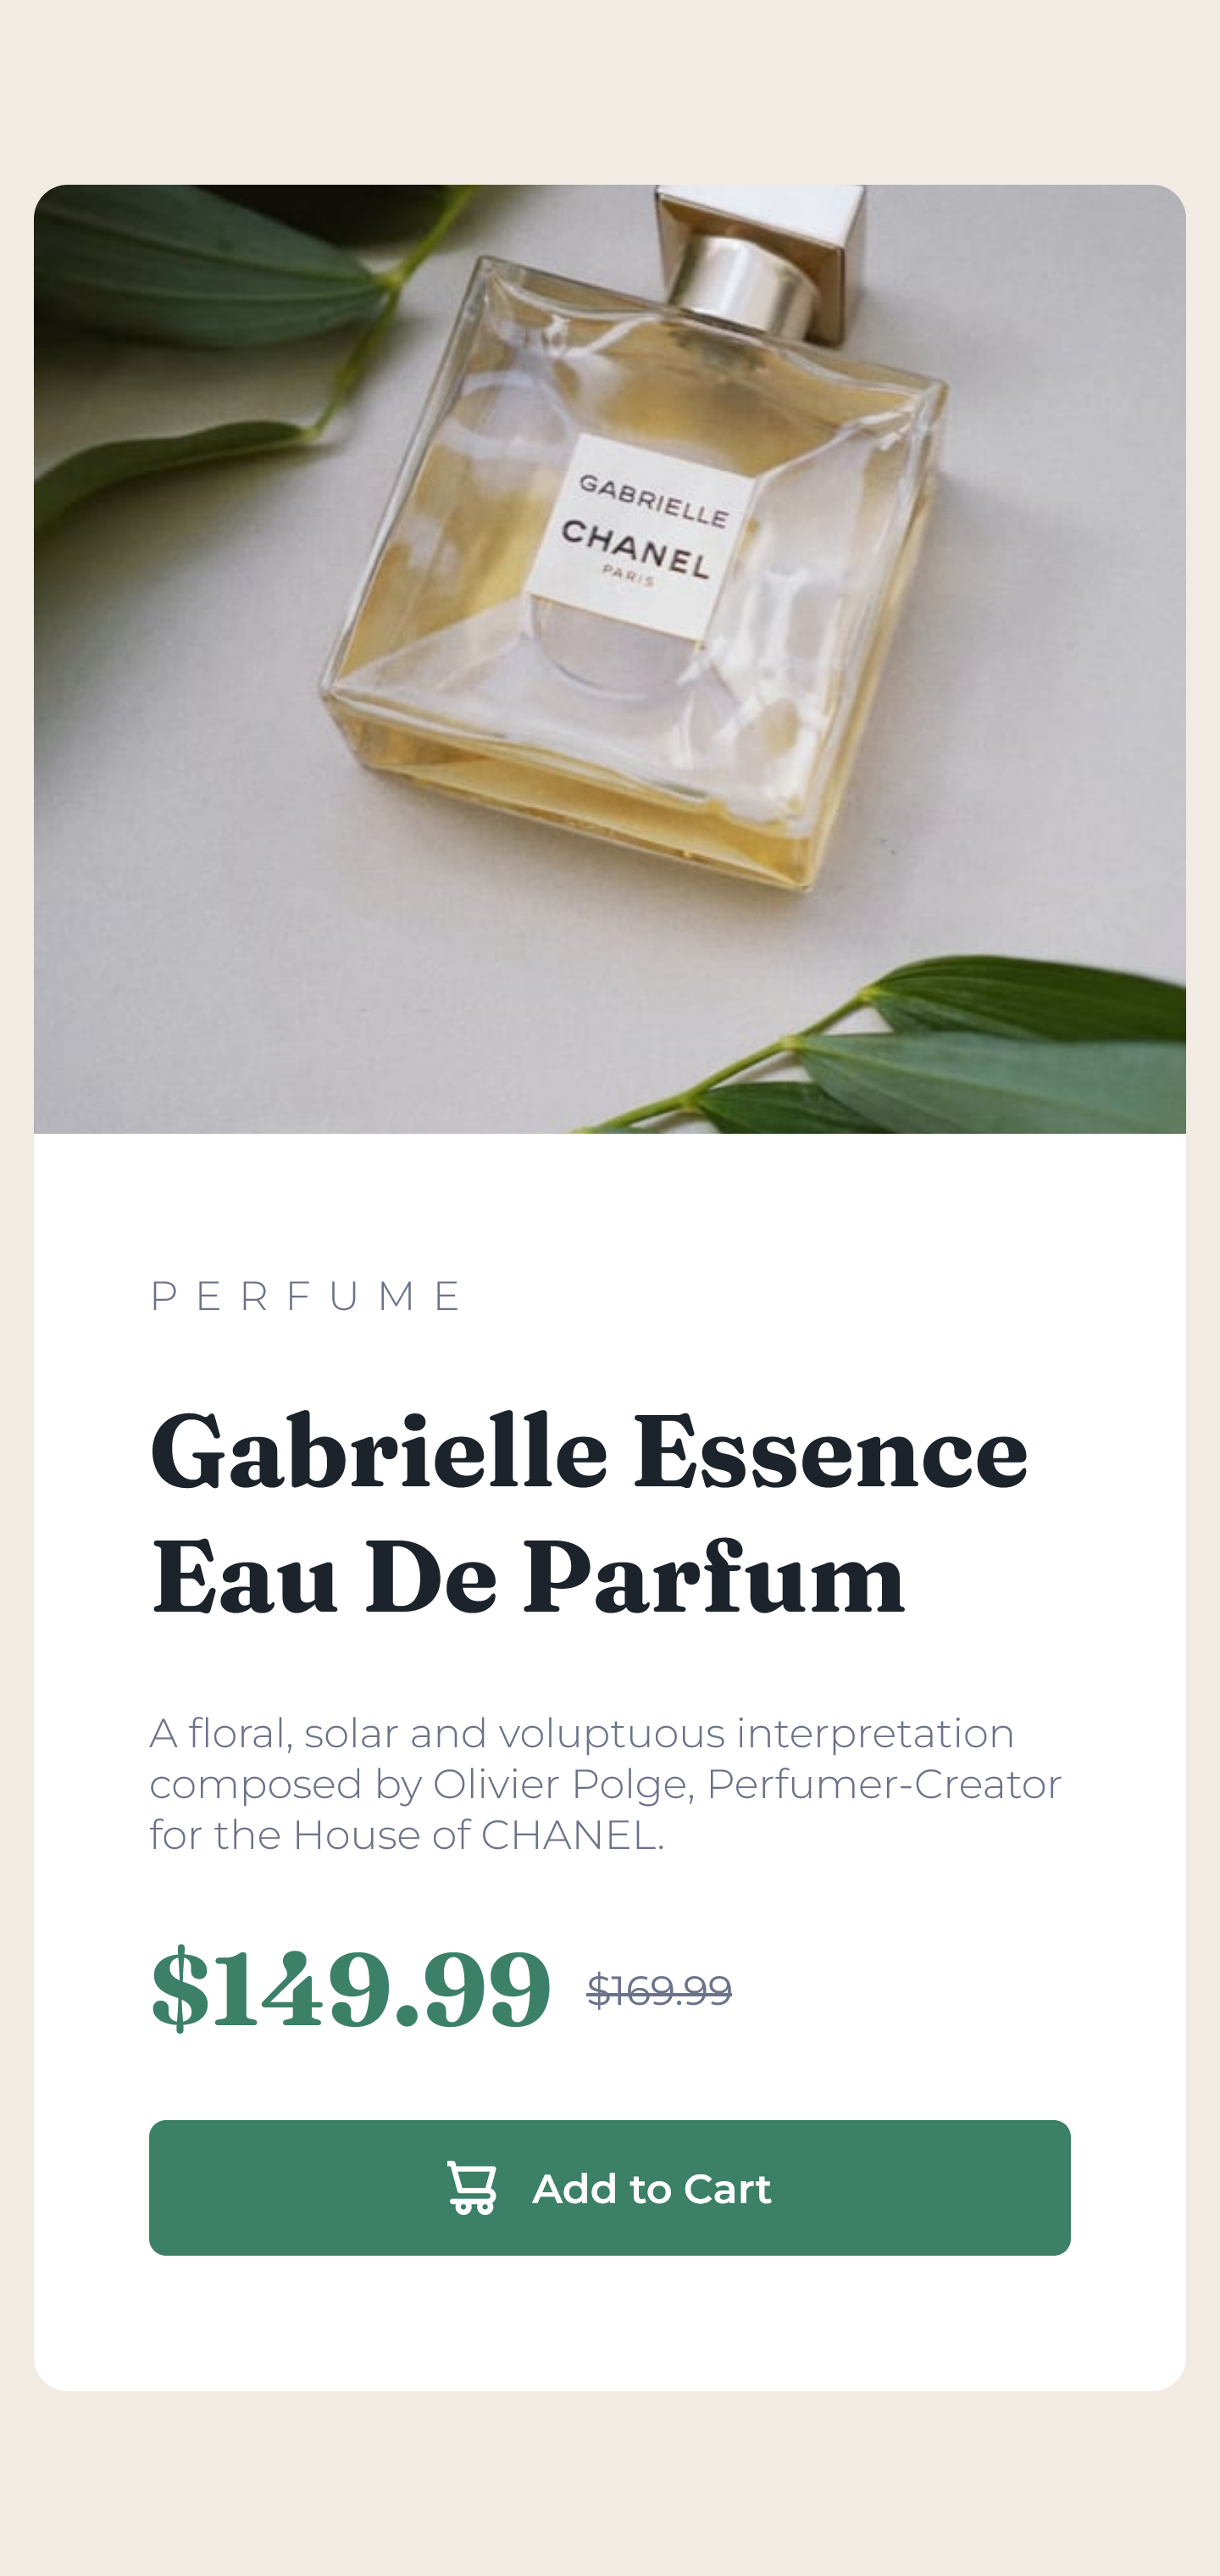 GABRIELLE
CHANEL
PARIS
PERFUME
Gabrielle Essence
Eau De Parfum
A floral, solar and voluptuous interpretation
composed by Olivier Polge, Perfumer-Creator
for the House of CHANEL.
$149.99 $169.99
Add to Cart